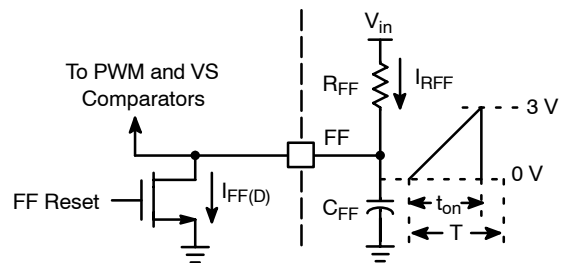 V_in
To PWM and VS
Comparators
R_FF
I_RFF
3 V
FF
0 V
FF Reset
I_FF(D)
C_FF
t_on
T